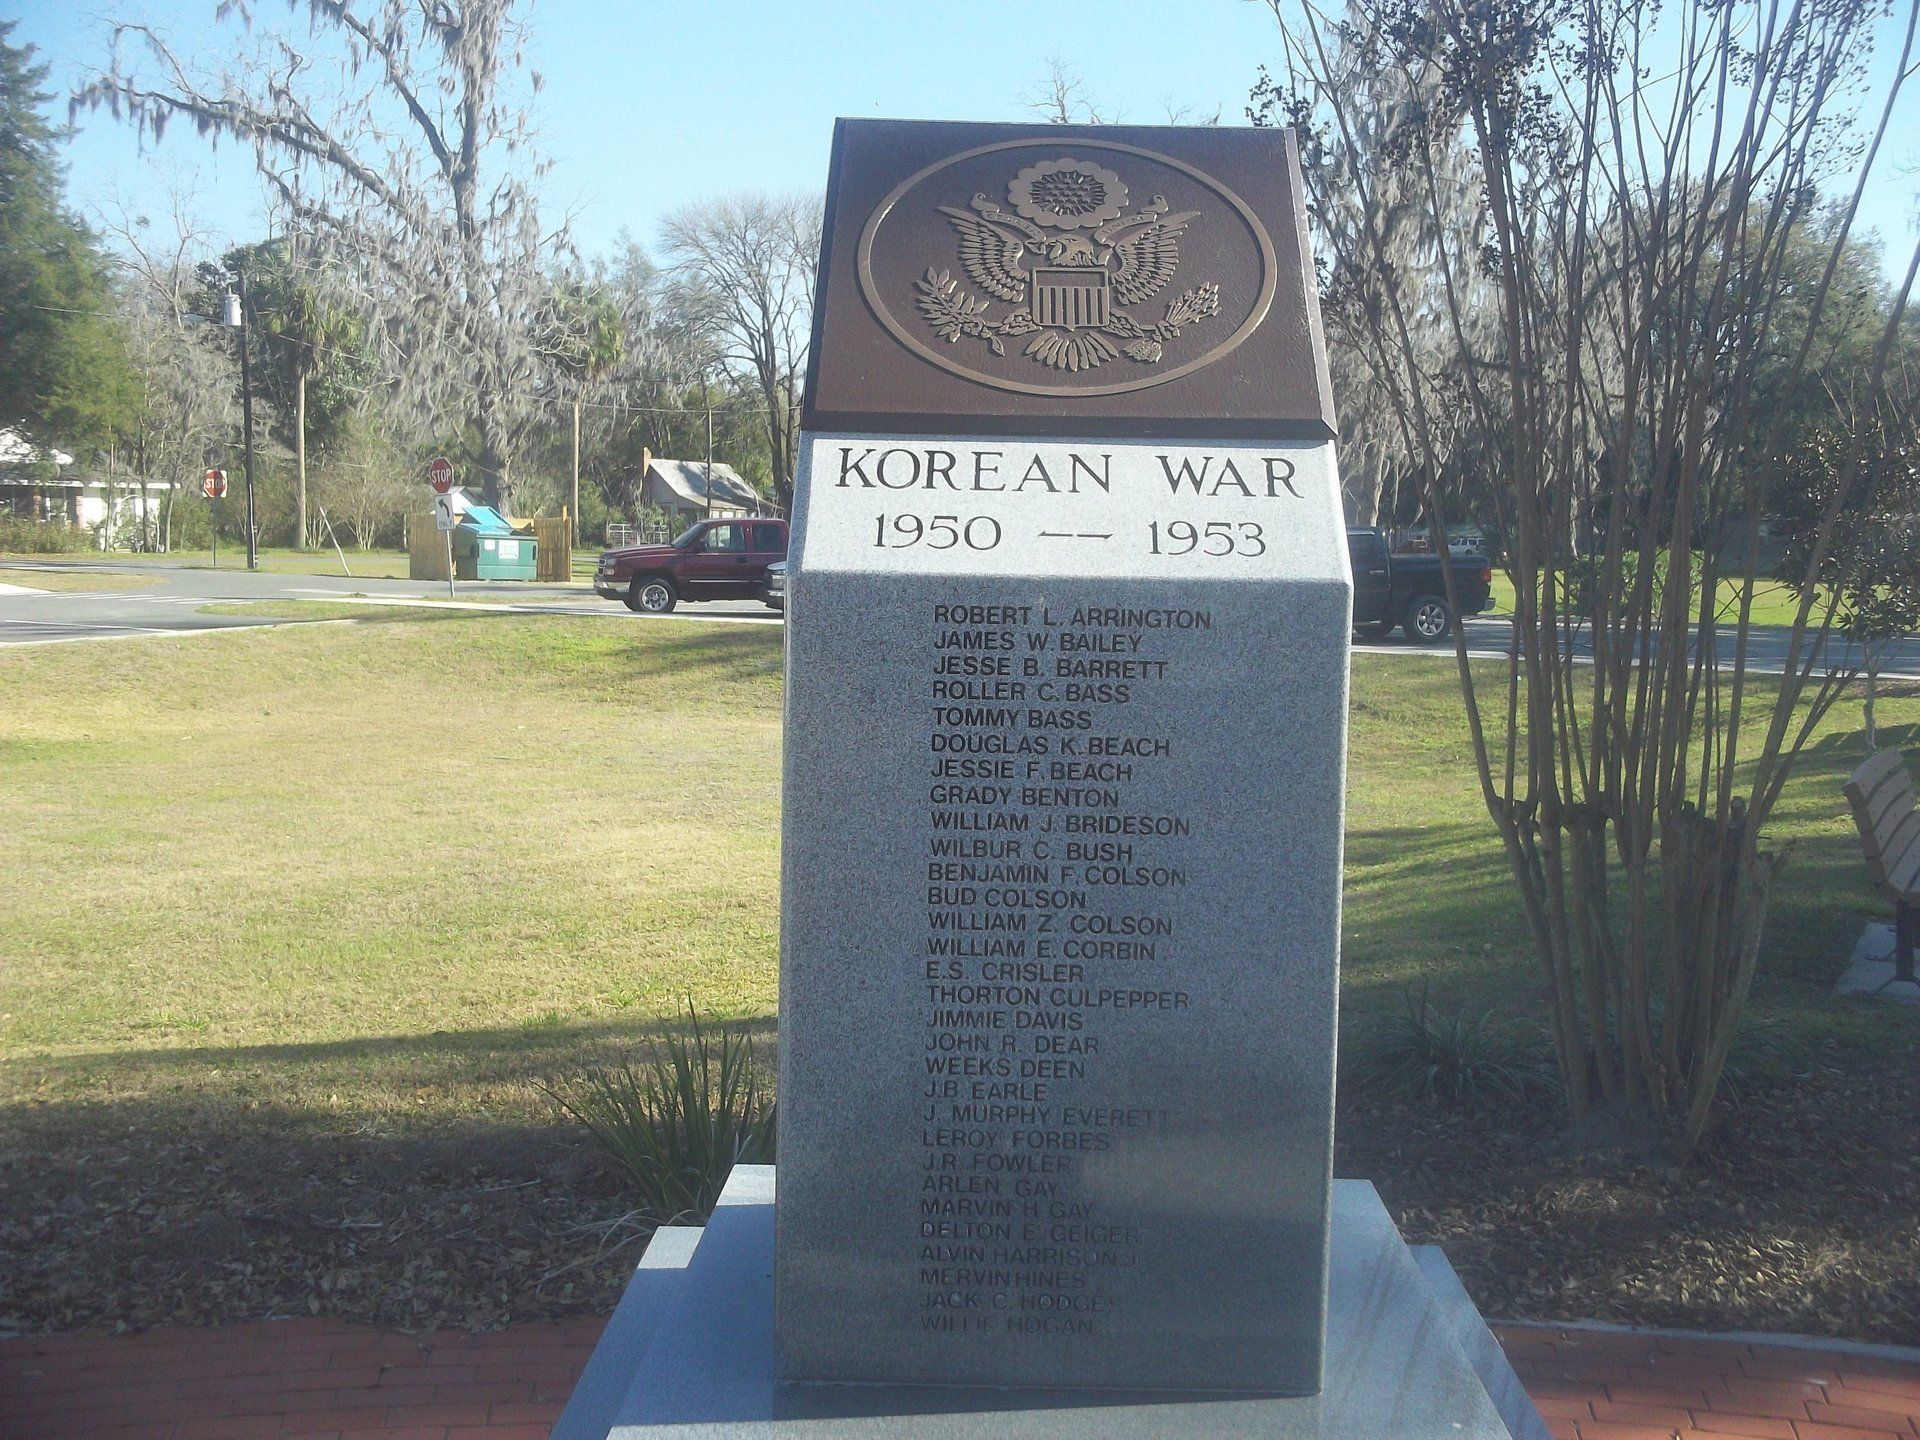 KOREAN WAR
1950 — 1953
ROBERT L. ARRINGTON
JAMES W. BAILEY
JESSE B. BARRETT
ROLLER C. BASS
TOMMY BASS
DOUGLAS K. BEACH
JESSIE F. BEACH
GRADY BENTON
WILLIAM J. BRIDESON
WILBUR C. BUSH
BENJAMIN F. COLSON
BUD COLSON
WILLIAM Z. COLSON
WILLIAM E. CORBIN
E.S. CRISLER
THORTON CULPEPPER
JIMMIE DAVIS
JOHN R. DEAR
WEEKS DEEN
J.B. EARLE
J. MURPHY EVERETT
LEROY FORBES
J.R. FOWLER
ARLEN GAY
MARVIN H. GAY
DELTON E. GEIGER
ALVIN HARRISON J
MERVIN HINES
JACK C. HODGES
WILLIE HOGAN
STOP
STOP
ONLY